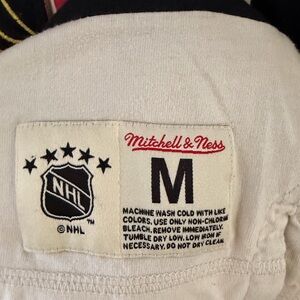 NHL
TM
© NHL
Mitchell & Ness
M
MACHINE WASH COLD WITH LIKE
COLORS. USE ONLY NON-CHLORINE
BLEACH. REMOVE IMMEDIATELY.
TUMBLE DRY LOW. LOW IRON IF
NECESSARY. DO NOT DRY CLEAN.